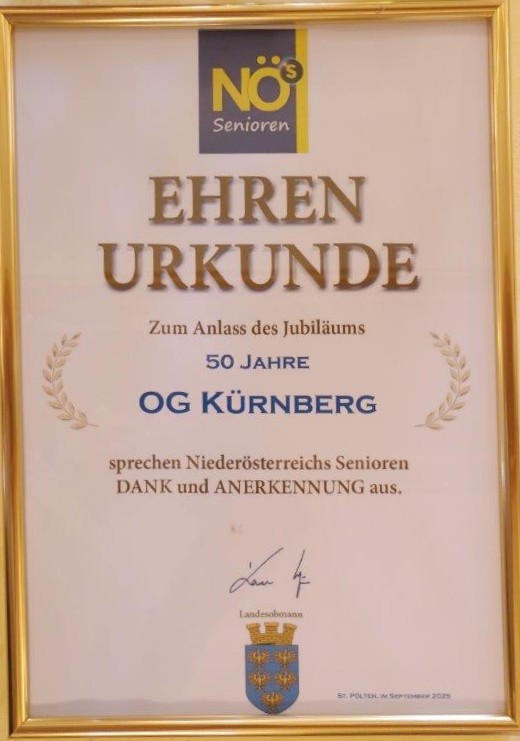 NÖs
Senioren
EHREN
URKUNDE
Zum Anlass des Jubiläums
50 JAHRE
OG KÜRNBERG
sprechen Niederösterreichs Senioren
DANK und ANERKENNUNG aus.
Landesobmann
ST. PÖLTEN, IM SEPTEMBER 2025